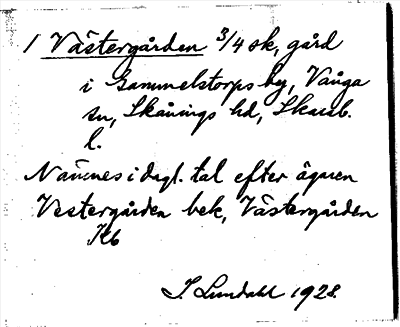 1 Västergården 3/4 sk, gård
i Gammelstorps by, Vånga
sn, Skånings hd, Skarab.
l.
Nämnes i dagl. tal efter ägaren
Vestergården bek, Västergården
Kb
I. Lundahl 1928.